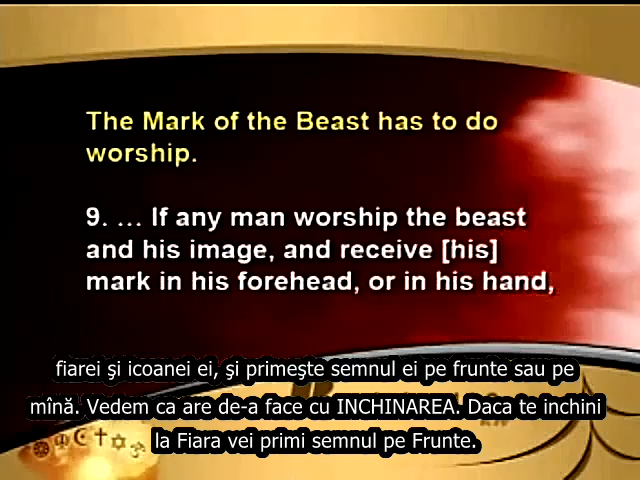 The Mark of the Beast has to do
worship.
9. ... If any man worship the beast
and his image, and receive [his]
mark in his forehead, or in his hand,
fiarei şi icoanei ei, şi primeşte semnul ei pe frunte sau pe
mînă. Vedem ca are de-a face cu INCHINAREA. Daca te inchini
la Fiara vei primi semnul pe Frunte.